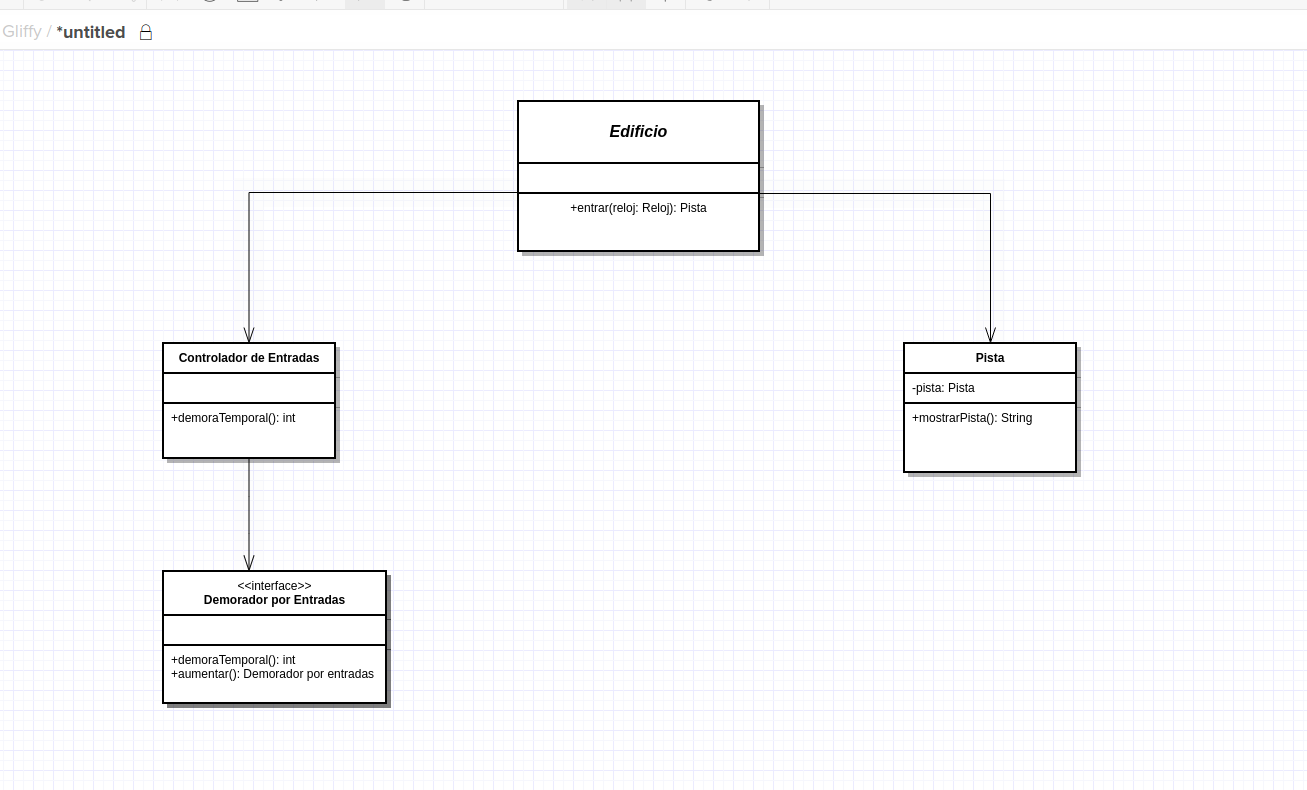 Gliffy / *untitled
Edificio
+entrar(reloj: Reloj): Pista
Controlador de Entradas
+demoraTemporal(): int
Pista
-pista: Pista
+mostrarPista(): String
<<interface>>
Demorador por Entradas
+demoraTemporal(): int
+aumentar(): Demorador por entradas